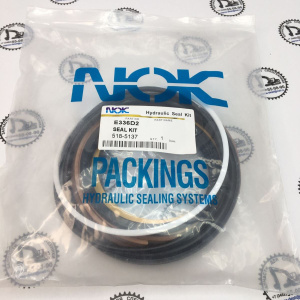 NOK
NOK Hydraulic Seal Kit
E336D2
SEAL KIT
518-5137
PACKINGS
HYDRAULIC SEALING SYSTEMS